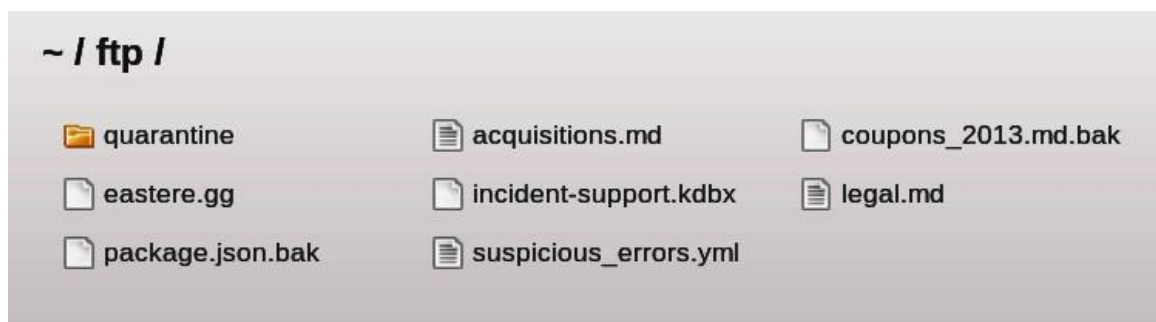 ~ / ftp /
quarantine acquisitions.md coupons_2013.md.bak
eastere.gg incident-support.kdbx legal.md
package.json.bak suspicious_errors.yml